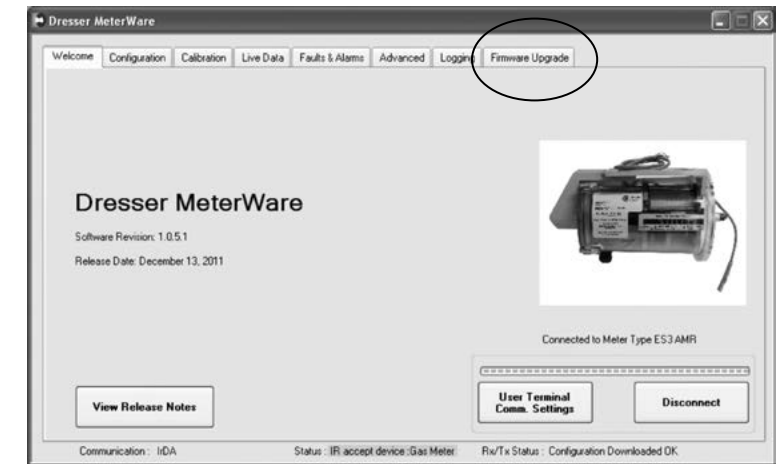 Dresser MeterWare
Welcome Configuration Calibration Live Data Faults & Alarms Advanced Logging Firmware Upgrade
Dresser MeterWare
Software Revision: 1.0.5.1
Release Date: December 13, 2011
Connected to Meter Type ES3 AMR
View Release Notes
User Terminal
Comm. Settings
Disconnect
Communication : IrDA Status : IR accept device :Gas Meter Rx/Tx Status : Configuration Downloaded OK